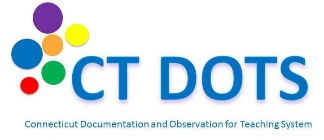 CT DOTS
Connecticut Documentation and Observation for Teaching System